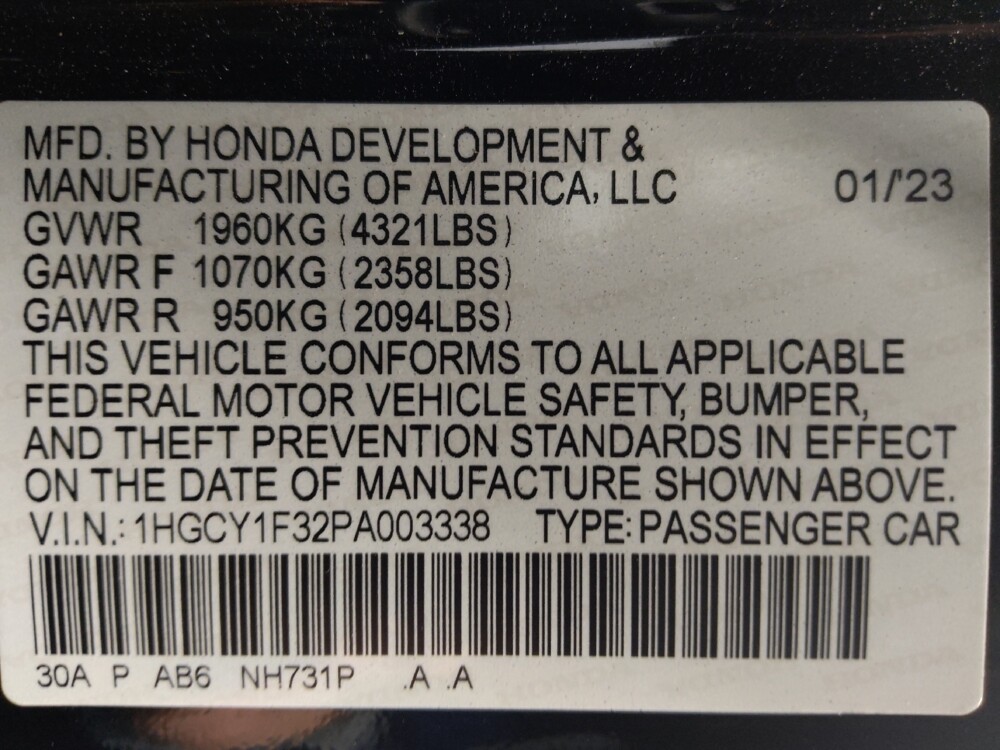 MFD. BY HONDA DEVELOPMENT &
MANUFACTURING OF AMERICA, LLC 01/'23
GVWR 1960KG (4321LBS)
GAWR F 1070KG (2358LBS)
GAWR R 950KG (2094LBS)
THIS VEHICLE CONFORMS TO ALL APPLICABLE
FEDERAL MOTOR VEHICLE SAFETY, BUMPER,
AND THEFT PREVENTION STANDARDS IN EFFECT
ON THE DATE OF MANUFACTURE SHOWN ABOVE.
V.I.N.: 1HGCY1F32PA003338 TYPE: PASSENGER CAR
30A P AB6 NH731P .A .A